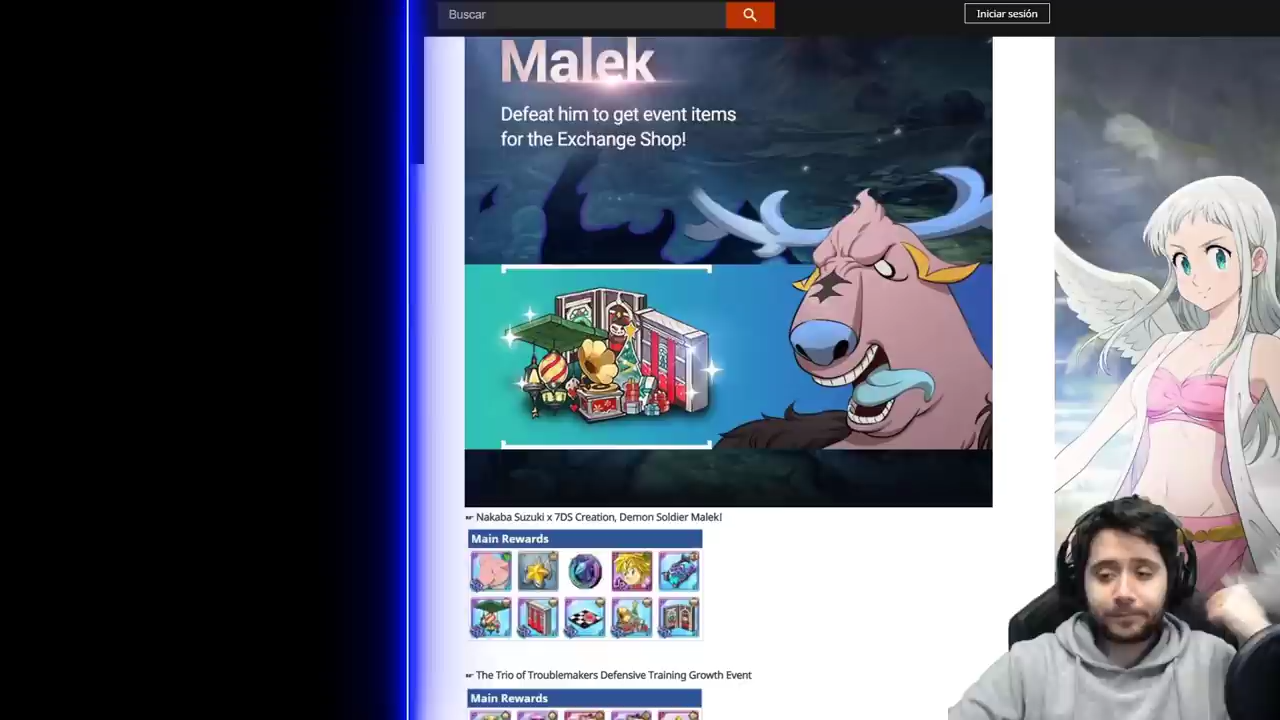 Buscar
Iniciar sesión
Malek
Defeat him to get event items
for the Exchange Shop!
☛ Nakaba Suzuki x 7DS Creation, Demon Soldier Malek!
Main Rewards
☛ The Trio of Troublemakers Defensive Training Growth Event
Main Rewards